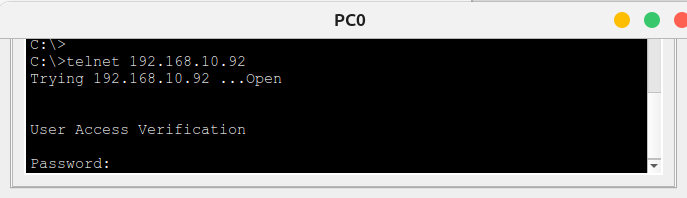 PC0
C:\>
C:\>telnet 192.168.10.92
Trying 192.168.10.92 ...Open
User Access Verification
Password: